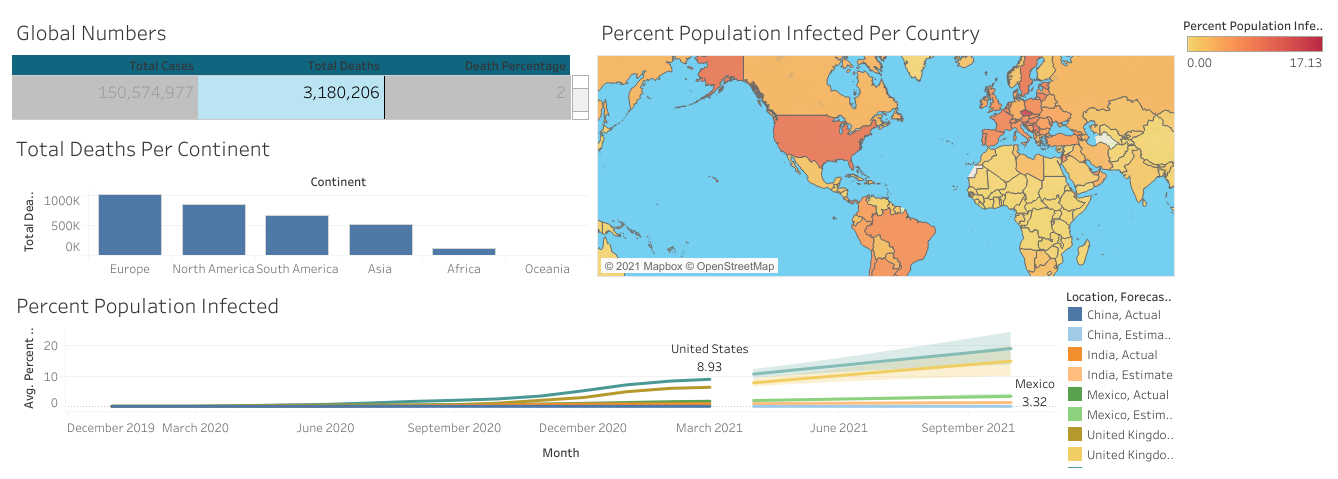 Global Numbers
Total Cases Total Deaths Death Percentage
150,574,977 3,180,206 2
Total Deaths Per Continent
Continent
Total Dea..
1000K
500K
0K
Europe North America South America Asia Africa Oceania
Percent Population Infected Per Country
© 2021 Mapbox © OpenStreetMap
Percent Population Infe..
0.00 17.13
Percent Population Infected
Avg. Percent ..
20
10
0
United States
8.93
Mexico
3.32
December 2019 March 2020 June 2020 September 2020 December 2020 March 2021 June 2021 September 2021
Month
Location, Forecas..
China, Actual
China, Estima..
India, Actual
India, Estimate
Mexico, Actual
Mexico, Estim..
United Kingdo..
United Kingdo..